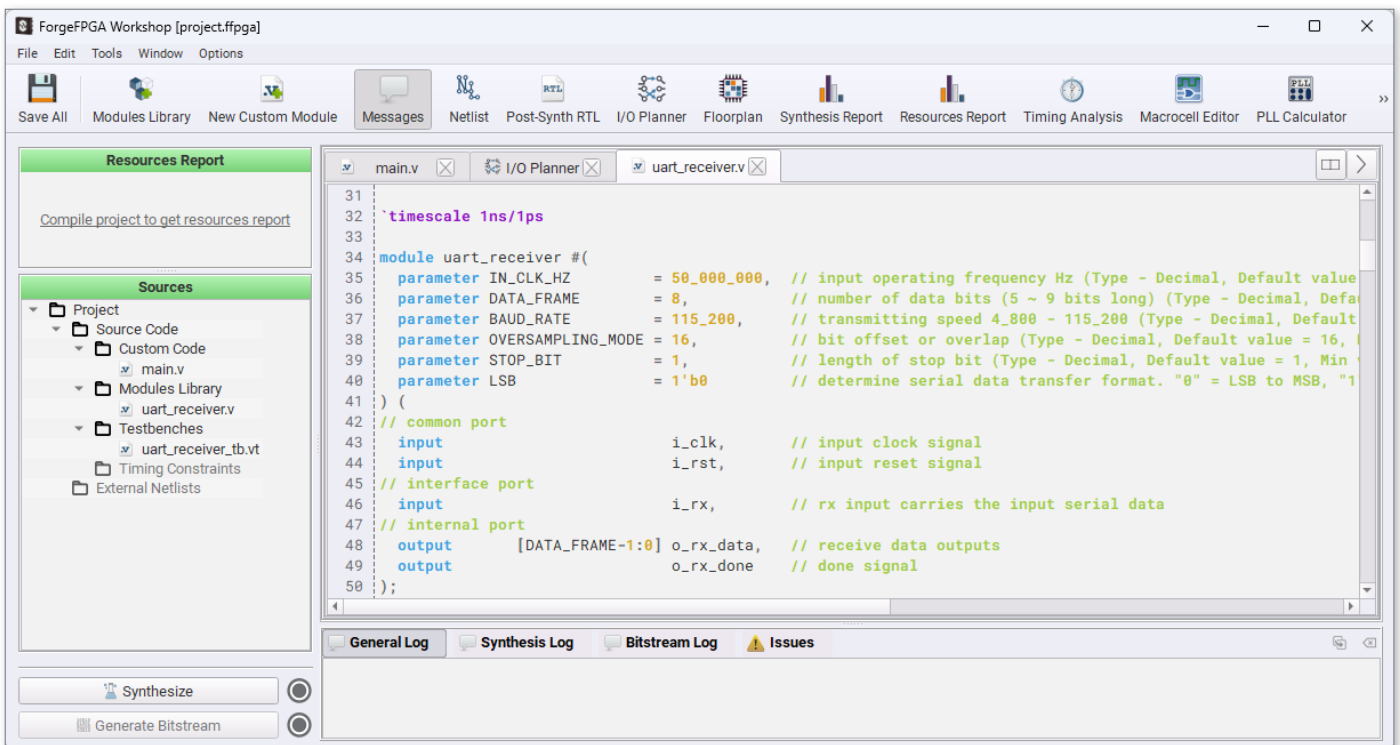 ForgeFPGA Workshop [project.ffpga]
File Edit Tools Window Options
Save All Modules Library New Custom Module Messages Netlist Post-Synth RTL I/O Planner Floorplan Synthesis Report Resources Report Timing Analysis Macrocell Editor PLL Calculator
Resources Report
Compile project to get resources report
Sources
Project
Source Code
Custom Code
main.v
Modules Library
uart_receiver.v
Testbenches
uart_receiver_tb.vt
Timing Constraints
External Netlists
Synthesize
Generate Bitstream
main.v I/O Planner uart_receiver.v
31
32 `timescale 1ns/1ps
33
34 module uart_receiver #(
35 parameter IN_CLK_HZ = 50_000_000, // input operating frequency Hz (Type - Decimal, Default value
36 parameter DATA_FRAME = 8, // number of data bits (5 ~ 9 bits long) (Type - Decimal, Defau
37 parameter BAUD_RATE = 115_200, // transmitting speed 4_800 - 115_200 (Type - Decimal, Default
38 parameter OVERSAMPLING_MODE = 16, // bit offset or overlap (Type - Decimal, Default value = 16,
39 parameter STOP_BIT = 1, // length of stop bit (Type - Decimal, Default value = 1, Min
40 parameter LSB = 1'b0 // determine serial data transfer format. "0" = LSB to MSB, "1"
41 ) (
42 // common port
43 input i_clk, // input clock signal
44 input i_rst, // input reset signal
45 // interface port
46 input i_rx, // rx input carries the input serial data
47 // internal port
48 output [DATA_FRAME-1:0] o_rx_data, // receive data outputs
49 output o_rx_done // done signal
50 );
General Log Synthesis Log Bitstream Log Issues